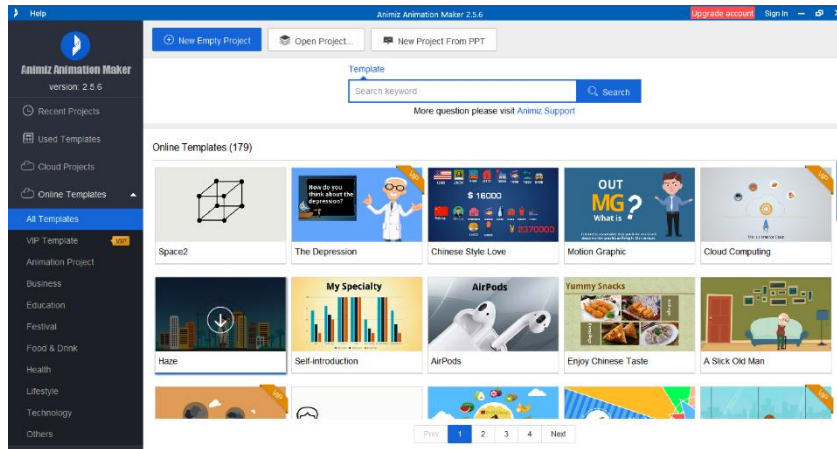 Help
Animiz Animation Maker 2.5.6
Upgrade account
Sign In
Animiz Animation Maker
version: 2.5.6
Recent Projects
Used Templates
Cloud Projects
Online Templates
All Templates
VIP Template
VIP
Animation Project
Business
Education
Festival
Food & Drink
Health
Lifestyle
Technology
Others
New Empty Project
Open Project...
New Project From PPT
Template
Search keyword
Search
More question please visit Animiz Support
Online Templates (179)
Space2
How do you
think about the
depression?
VIP
The Depression
$ 16000
¥ 2370000
Chinese Style Love
OUT
MG?
What is
Motion Graphic
VIP
Cloud Computing
Haze
My Specialty
Self-introduction
AirPods
AirPods
Yummy Snacks
Enjoy Chinese Taste
A Slick Old Man
VIP
VIP
Prev
1
2
3
4
Next